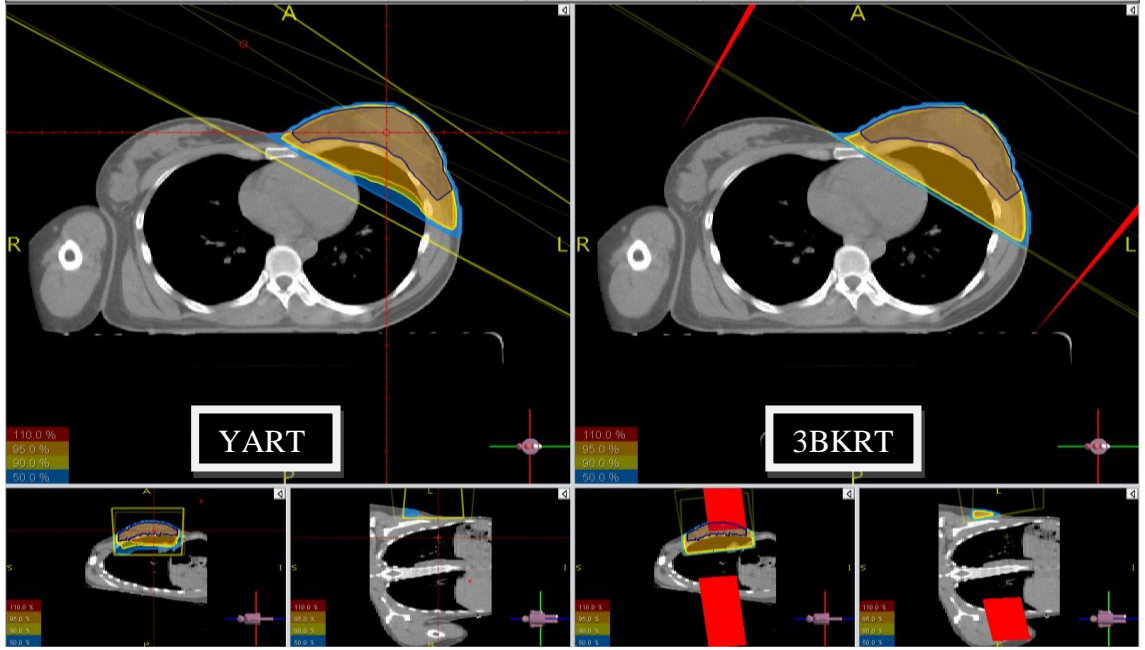 A
A
R
L
R
L
110.0 %
95.0 %
90.0 %
50.0 %
YART
110.0 %
95.0 %
90.0 %
50.0 %
3BKRT
P
P
A
L
A
L
S
I
S
I
S
I
S
I
110.0 %
95.0 %
90.0 %
50.0 %
110.0 %
95.0 %
90.0 %
50.0 %
110.0 %
95.0 %
90.0 %
50.0 %
110.0 %
95.0 %
90.0 %
50.0 %
P